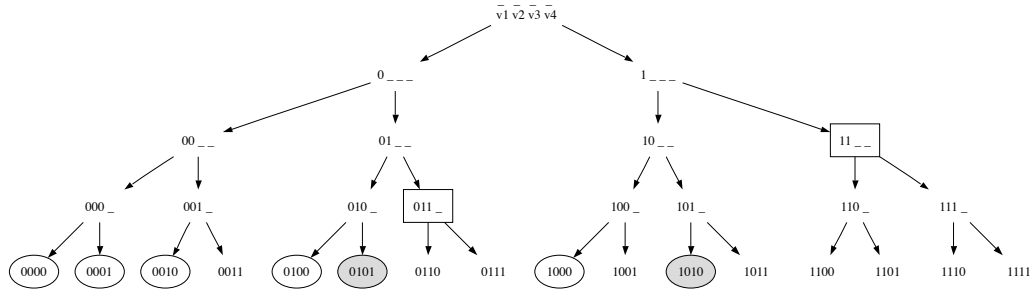 _ _ _ _
v1 v2 v3 v4
0 _ _ _ 1 _ _ _
00 _ _ 01 _ _ 10 _ _ 11 _ _
000 _ 001 _ 010 _ 011 _ 100 _ 101 _ 110 _ 111 _
0000 0001 0010 0011 0100 0101 0110 0111 1000 1001 1010 1011 1100 1101 1110 1111